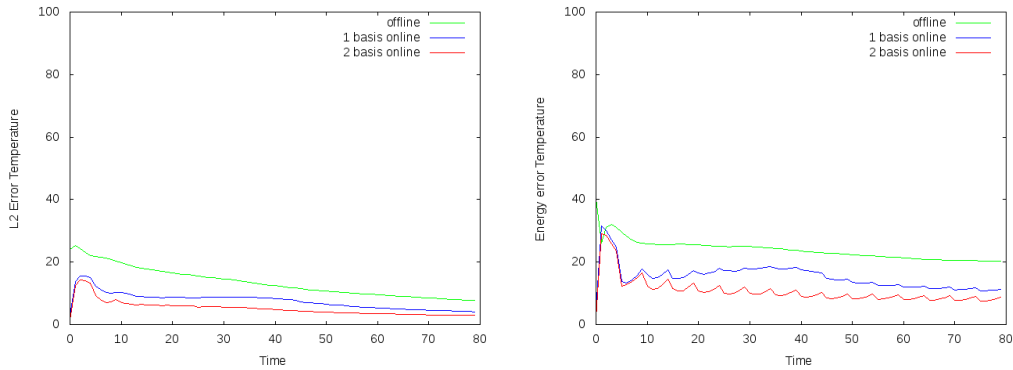 100
80
60
40
20
0
0 10 20 30 40 50 60 70 80
L2 Error Temperature
Time
offline
1 basis online
2 basis online
100
80
60
40
20
0
0 10 20 30 40 50 60 70 80
Energy error Temperature
Time
offline
1 basis online
2 basis online